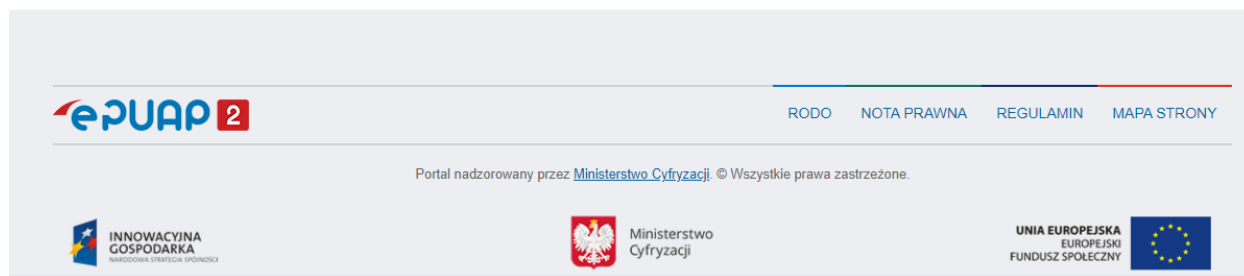 ePUAP 2
RODO NOTA PRAWNA REGULAMIN MAPA STRONY
Portal nadzorowany przez Ministerstwo Cyfryzacji. © Wszystkie prawa zastrzeżone.
INNOWACYJNA
GOSPODARKA
NARODOWA STRATEGIA SPÓJNOŚCI
Ministerstwo
Cyfryzacji
UNIA EUROPEJSKA
EUROPEJSKI
FUNDUSZ SPOŁECZNY